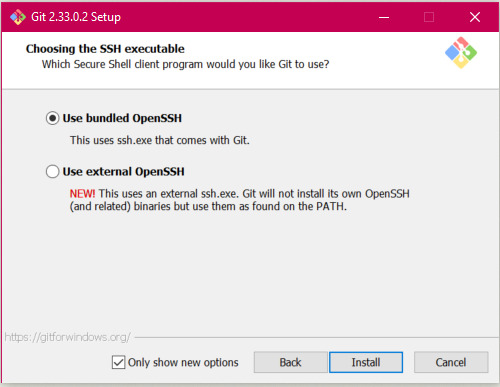 Git 2.33.0.2 Setup
Choosing the SSH executable
Which Secure Shell client program would you like Git to use?
Use bundled OpenSSH
This uses ssh.exe that comes with Git.
Use external OpenSSH
NEW! This uses an external ssh.exe. Git will not install its own OpenSSH
(and related) binaries but use them as found on the PATH.
https://gitforwindows.org/
Only show new options
Back
Install
Cancel